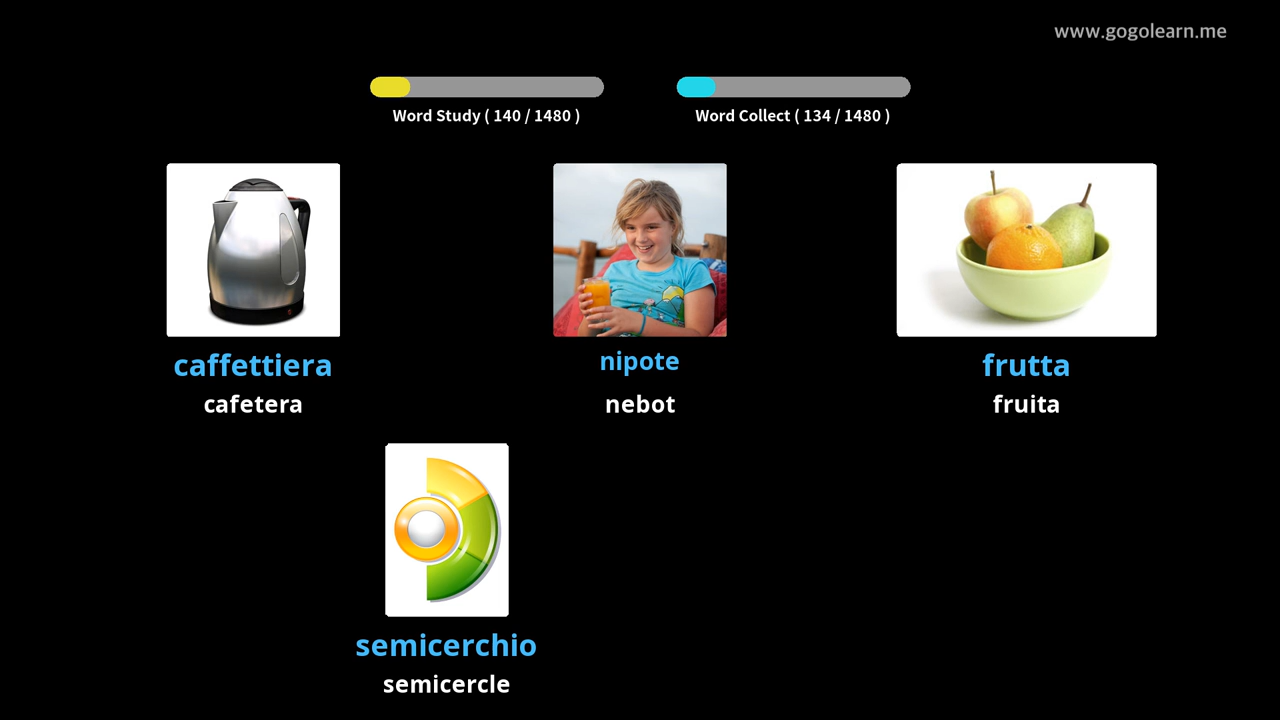 www.gogolearn.me
Word Study ( 140 / 1480 )
Word Collect ( 134 / 1480 )
caffettiera
cafetera
nipote
nebot
frutta
fruita
semicerchio
semicercle